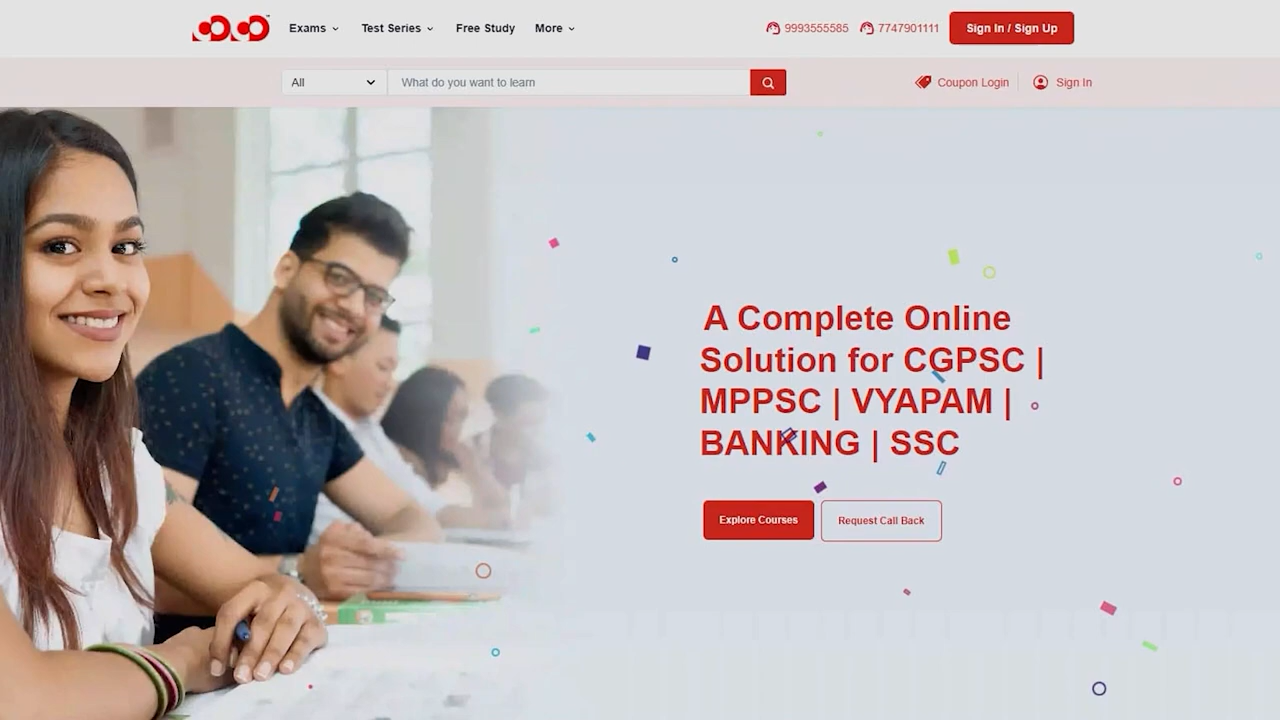 Exams
Test Series
Free Study
More
9993555585
7747901111
Sign In / Sign Up
All
What do you want to learn
Coupon Login
Sign In
A Complete Online
Solution for CGPSC |
MPPSC | VYAPAM |
BANKING | SSC
Explore Courses
Request Call Back